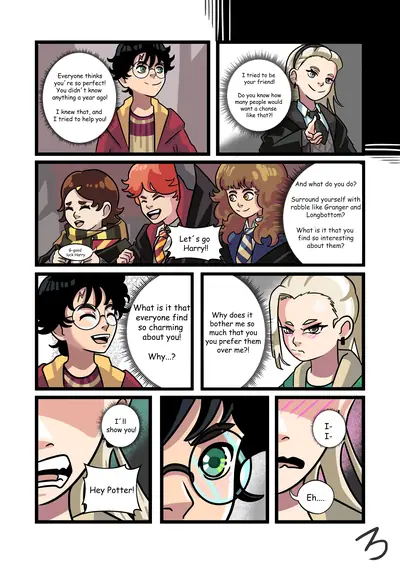 Everyone thinks
you´re so perfect!
You didn´t know
anything a year ago!
I knew that, and
I tried to help you!
I tried to be
your friend!
Do you know how
many people would
want a chanse
like that?!
G-good
luck Harry
Let´s go
Harry!!
And what do you do?
Surround yourself with
rabble like Granger and
Longbottom?
What is it that you
find so interesting
about them?
What is it that
everyone find
so charming
about you!
Why...?
Why does it
bother me so
much that you
prefer them
over me?!
I´ll
show you!
Hey Potter!
I-
I-
Eh....
3